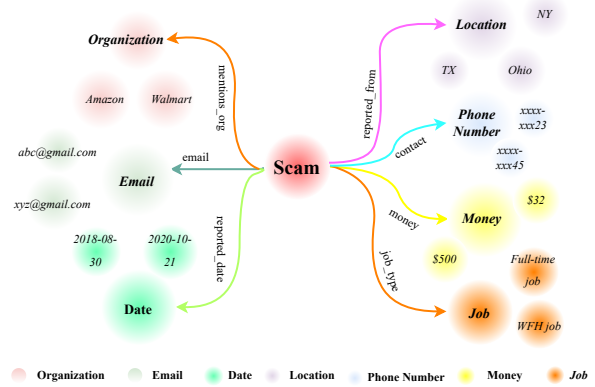 Organization
Amazon
Walmart
mentions_org
abc@gmail.com
xyz@gmail.com
Email
email
2018-08-
30
2020-10-
21
Date
reported_date
Scam
reported_from
Location
NY
TX
Ohio
contact
Phone
Number
xxxx-
xxx23
xxxx-
xxx45
money
Money
$32
$500
job_type
Job
Full-time
job
WFH job
Organization
Email
Date
Location
Phone Number
Money
Job